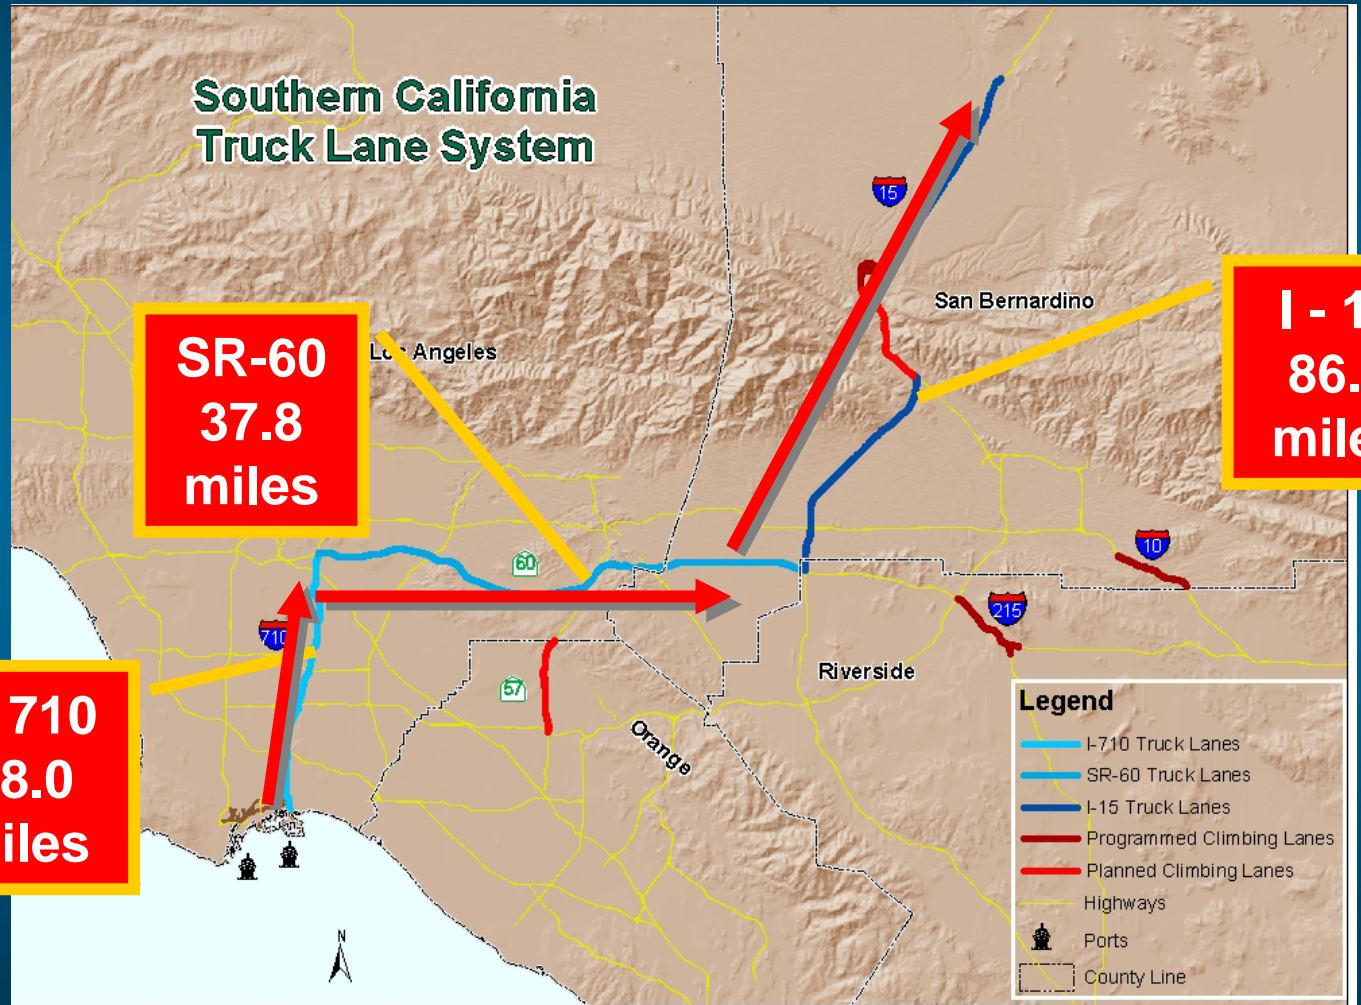 Southern California
Truck Lane System
15
San Bernardino
I - 1
86.
mile
SR-60
37.8
miles
Los Angeles
60
10
215
710
57
Riverside
Orange
710
8.0
iles
N
Legend
I-710 Truck Lanes
SR-60 Truck Lanes
I-15 Truck Lanes
Programmed Climbing Lanes
Planned Climbing Lanes
Highways
Ports
County Line